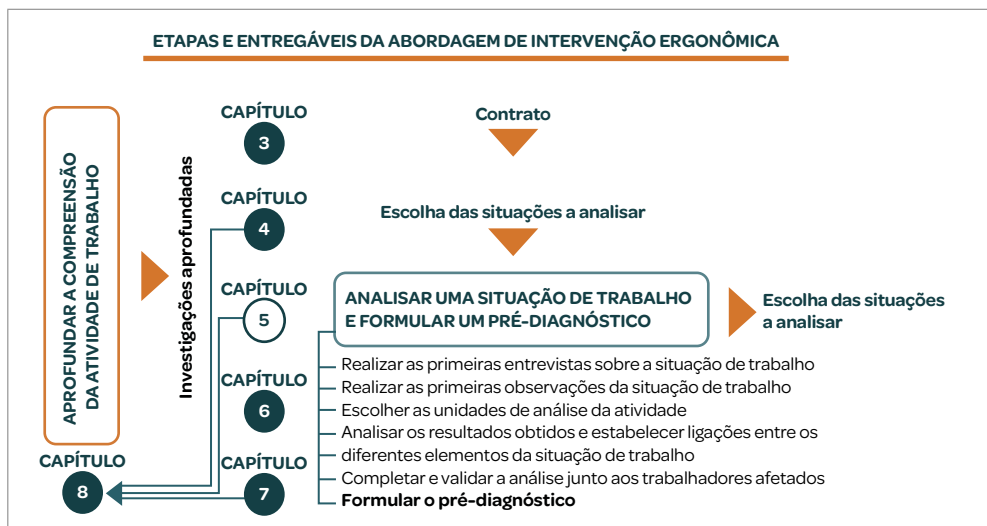 ETAPAS E ENTREGÁVEIS DA ABORDAGEM DE INTERVENÇÃO ERGONÔMICA
APROFUNDAR A COMPREENSÃO
DA ATIVIDADE DE TRABALHO
Investigações aprofundadas
CAPÍTULO
3
Contrato
CAPÍTULO
4
Escolha das situações a analisar
CAPÍTULO
5
ANALISAR UMA SITUAÇÃO DE TRABALHO
E FORMULAR UM PRÉ-DIAGNÓSTICO
Escolha das situações
a analisar
Realizar as primeiras entrevistas sobre a situação de trabalho
Realizar as primeiras observações da situação de trabalho
Escolher as unidades de análise da atividade
Analisar os resultados obtidos e estabelecer ligações entre os
diferentes elementos da situação de trabalho
Completar e validar a análise junto aos trabalhadores afetados
Formular o pré-diagnóstico
CAPÍTULO
6
CAPÍTULO
7
CAPÍTULO
8